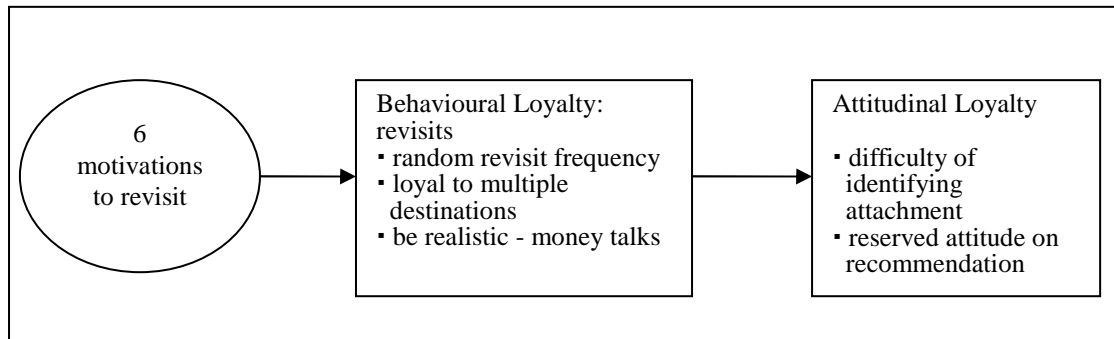 6
motivations
to revisit
Behavioural Loyalty:
revisits
▪ random revisit frequency
▪ loyal to multiple
destinations
▪ be realistic - money talks
Attitudinal Loyalty
▪ difficulty of
identifying
attachment
▪ reserved attitude on
recommendation